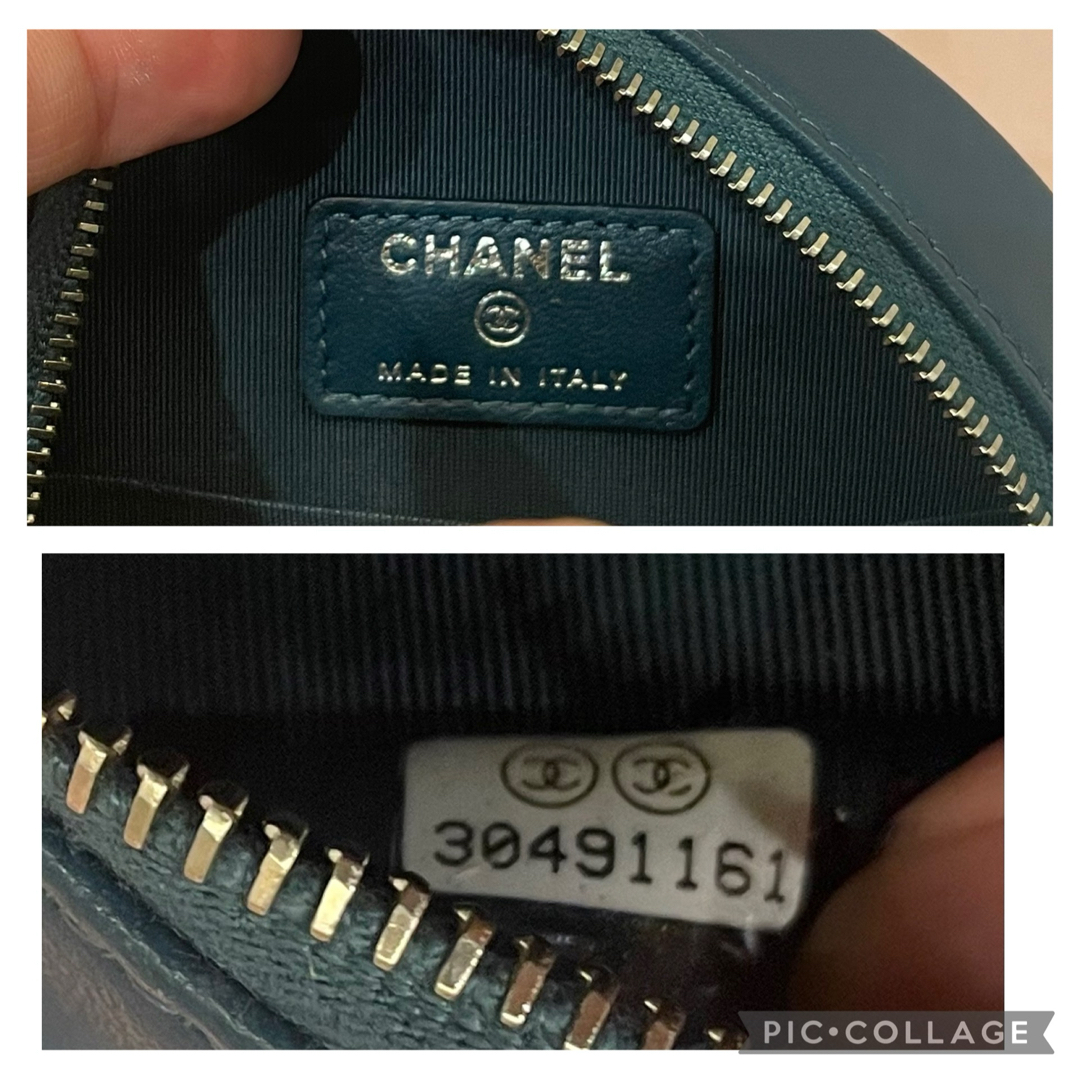 CHANEL
MADE IN ITALY
30491161
PIC•COLLAGE